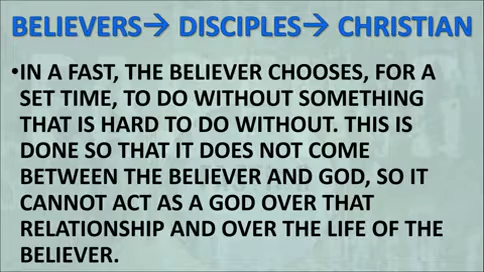 BELIEVERS→ DISCIPLES→ CHRISTIAN
•IN A FAST, THE BELIEVER CHOOSES, FOR A
SET TIME, TO DO WITHOUT SOMETHING
THAT IS HARD TO DO WITHOUT. THIS IS
DONE SO THAT IT DOES NOT COME
BETWEEN THE BELIEVER AND GOD, SO IT
CANNOT ACT AS A GOD OVER THAT
RELATIONSHIP AND OVER THE LIFE OF THE
BELIEVER.